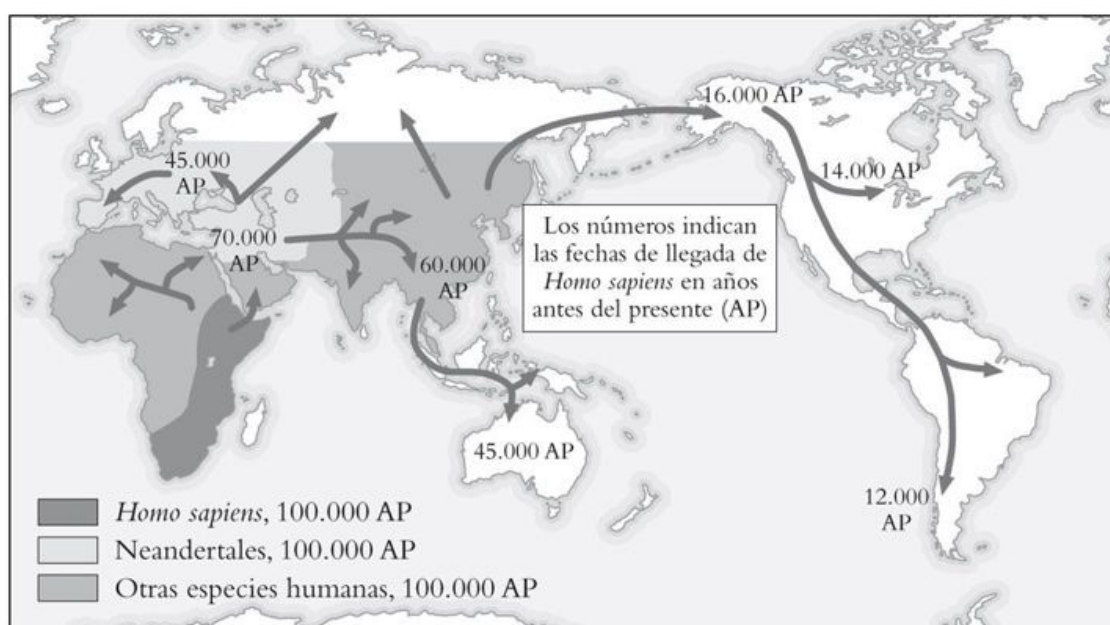 16.000 AP
45.000
AP
14.000 AP
70.000
AP
60.000
AP
Los números indican
las fechas de llegada de
Homo sapiens en años
antes del presente (AP)
45.000 AP
12.000
AP
Homo sapiens, 100.000 AP
Neandertales, 100.000 AP
Otras especies humanas, 100.000 AP